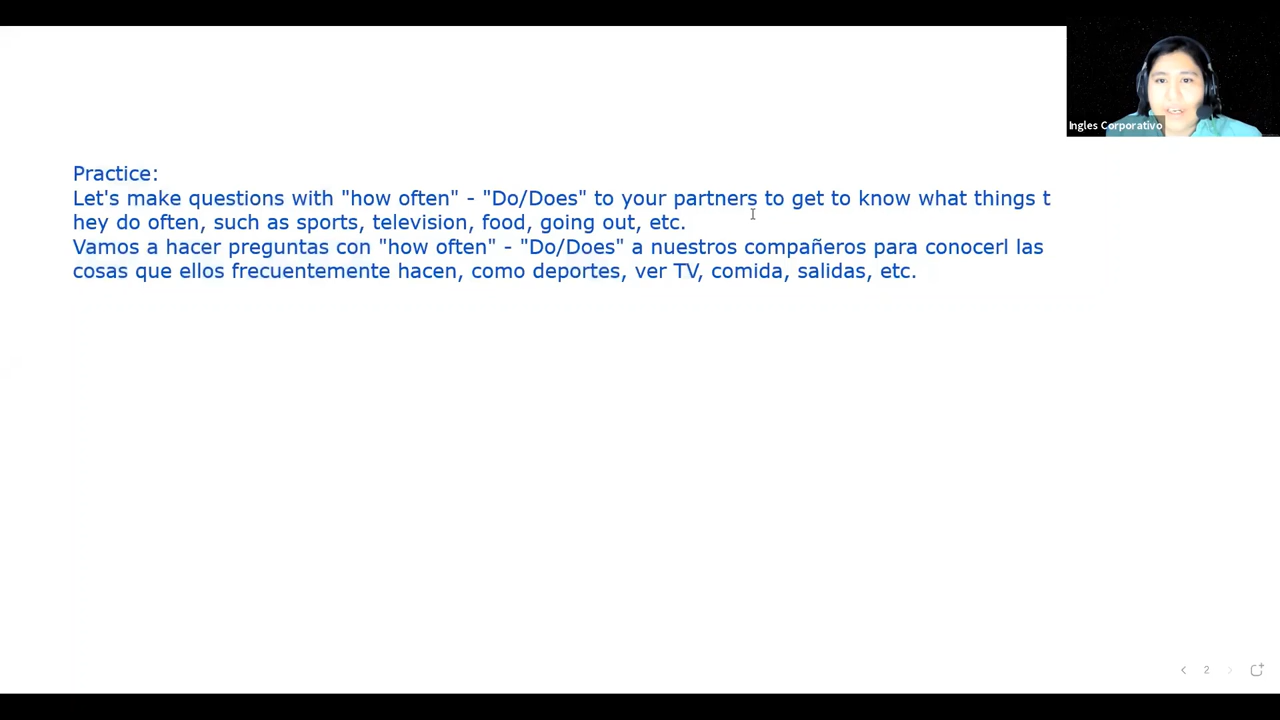 Ingles Corporativo
Practice:
Let's make questions with "how often" - "Do/Does" to your partners to get to know what things t
hey do often, such as sports, television, food, going out, etc.
Vamos a hacer preguntas con "how often" - "Do/Does" a nuestros compañeros para conocerl las
cosas que ellos frecuentemente hacen, como deportes, ver TV, comida, salidas, etc.
2